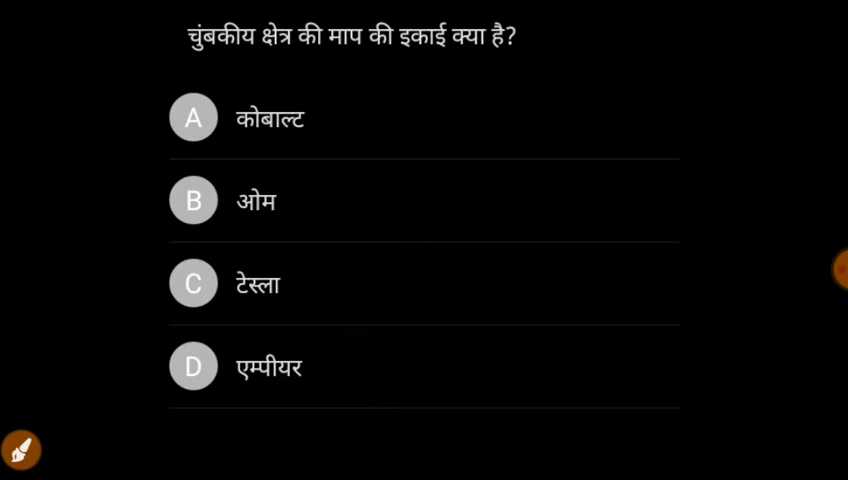 चुंबकीय क्षेत्र की माप की इकाई क्या है?
A कोबाल्ट
B ओम
C टेस्ला
D एम्पीयर